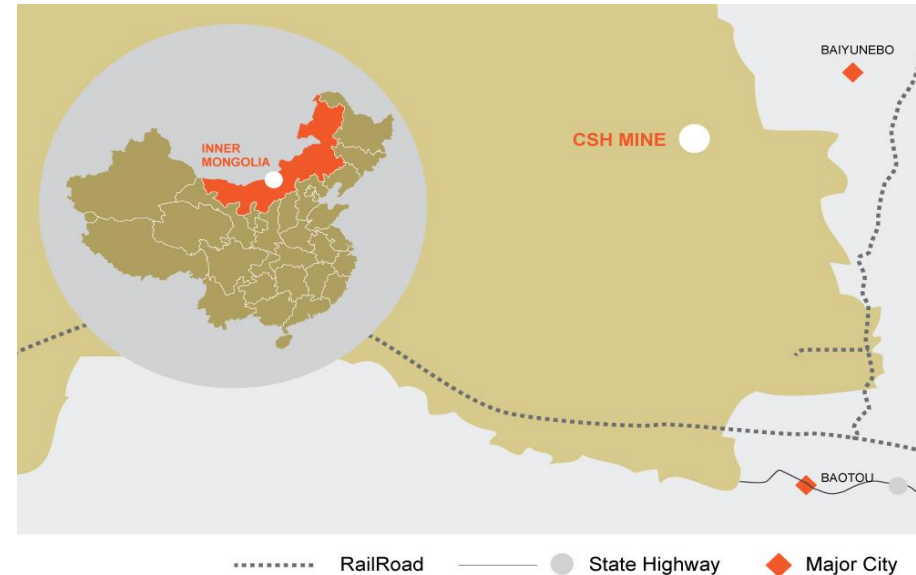 BAIYUNEBO
CSH MINE
INNER
MONGOLIA
BAOTOU
RailRoad
State Highway
Major City